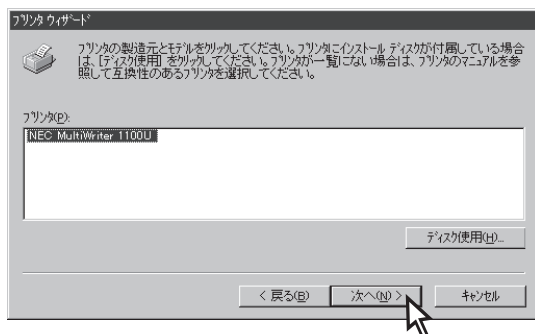 プリンタ ウィザード
プリンタの製造元とモデルをクリックしてください。プリンタにインストール ディスクが付属している場合
は、[ディスク使用] をクリックしてください。プリンタが一覧にない場合は、プリンタのマニュアルを参
照して互換性のあるプリンタを選択してください。
プリンタ(P):
NEC MultiWriter 1100U
ディスク使用(H)...
< 戻る(B)
次へ(N) >
キャンセル